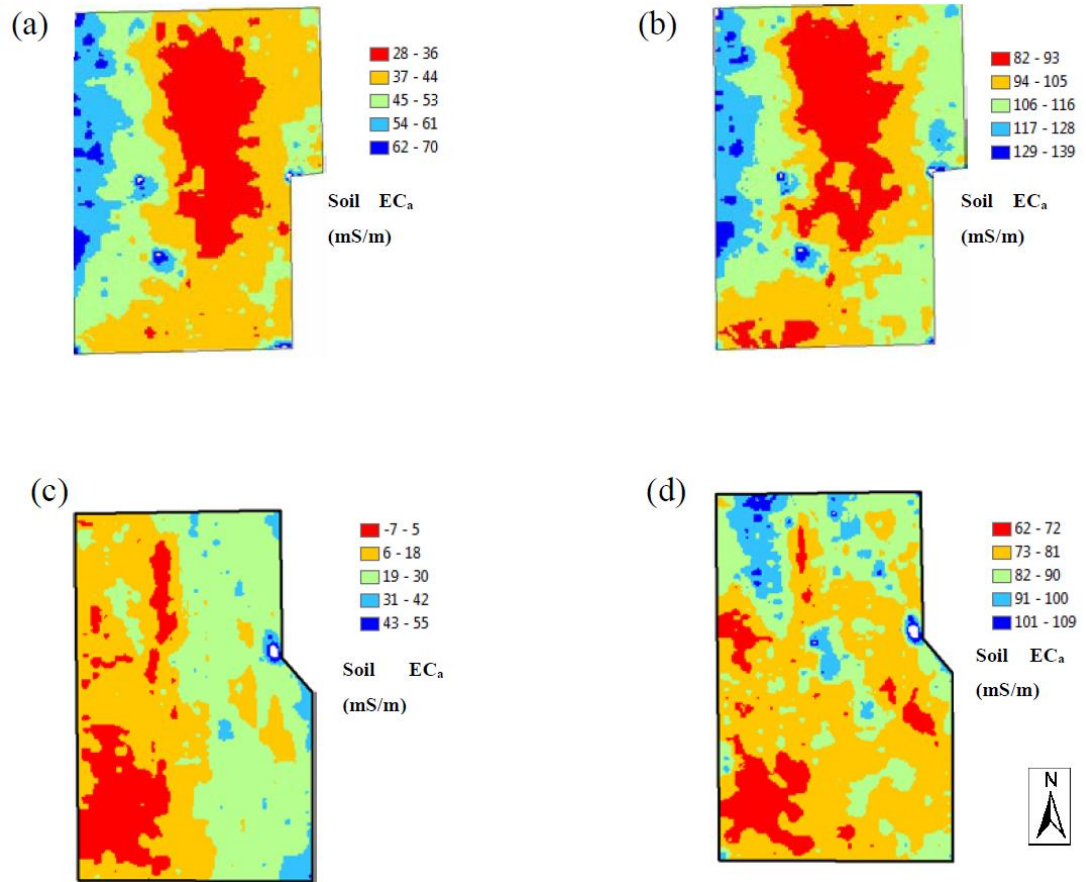 (a)
28 - 36
37 - 44
45 - 53
54 - 61
62 - 70
Soil ECₐ
(mS/m)
(b)
82 - 93
94 - 105
106 - 116
117 - 128
129 - 139
Soil ECₐ
(mS/m)
(c)
-7 - 5
6 - 18
19 - 30
31 - 42
43 - 55
Soil ECₐ
(mS/m)
(d)
62 - 72
73 - 81
82 - 90
91 - 100
101 - 109
Soil ECₐ
(mS/m)
N